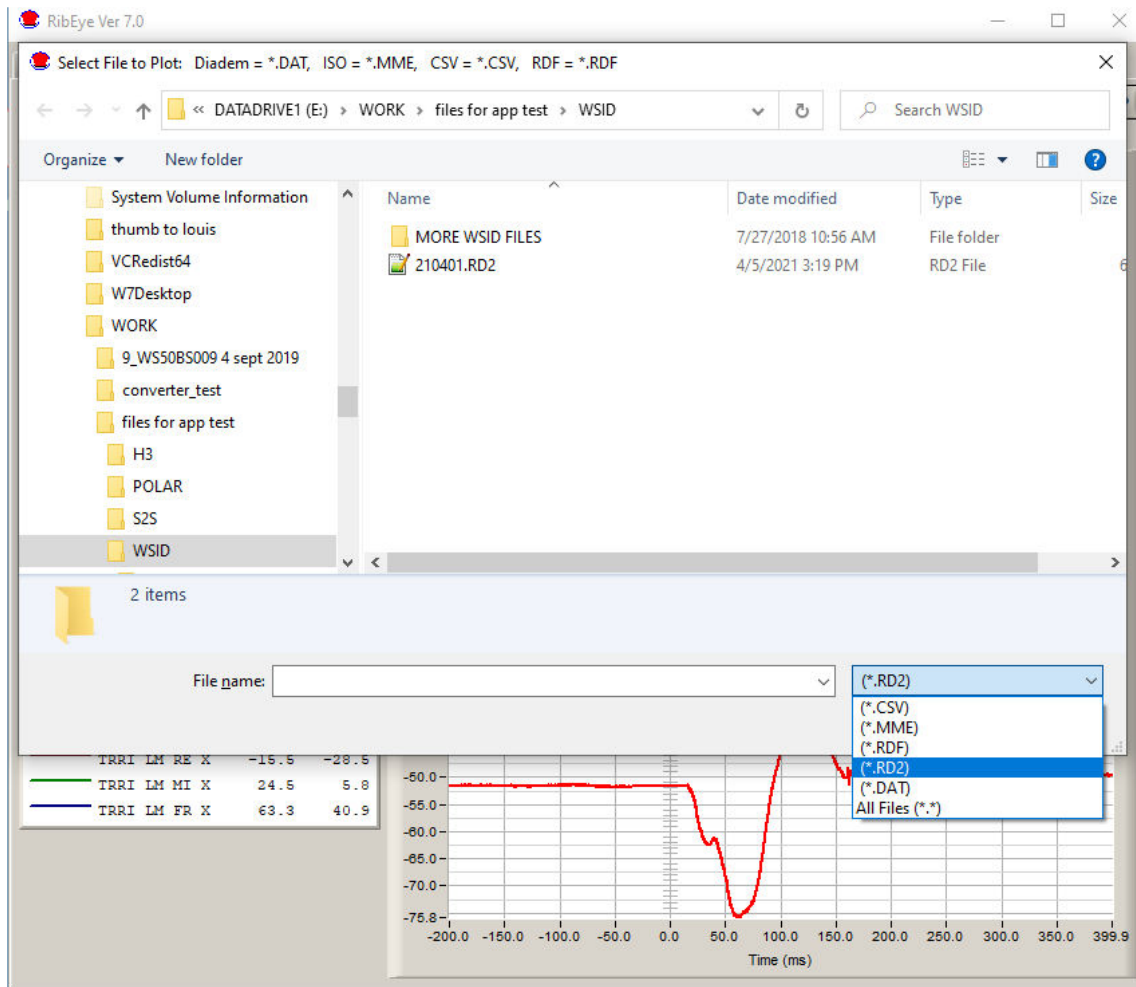 RibEye Ver 7.0
Select File to Plot: Diadem = *.DAT, ISO = *.MME, CSV = *.CSV, RDF = *.RDF
« DATADRIVE1 (E:) > WORK > files for app test > WSID
Search WSID
Organize
New folder
System Volume Information
thumb to louis
VCRedist64
W7Desktop
WORK
9_WS50BS009 4 sept 2019
converter_test
files for app test
H3
POLAR
S2S
WSID
Name Date modified Type Size
MORE WSID FILES 7/27/2018 10:56 AM File folder
210401.RD2 4/5/2021 3:19 PM RD2 File 6
2 items
File name:
(*.RD2)
(*.CSV)
(*.MME)
(*.RDF)
(*.RD2)
(*.DAT)
All Files (*.*)
TRRI LM RE X -15.5 -28.5
TRRI LM MI X 24.5 5.8
TRRI LM FR X 63.3 40.9
-50.0
-55.0
-60.0
-65.0
-70.0
-75.8
-200.0 -150.0 -100.0 -50.0 0.0 50.0 100.0 150.0 200.0 250.0 300.0 350.0 399.9
Time (ms)